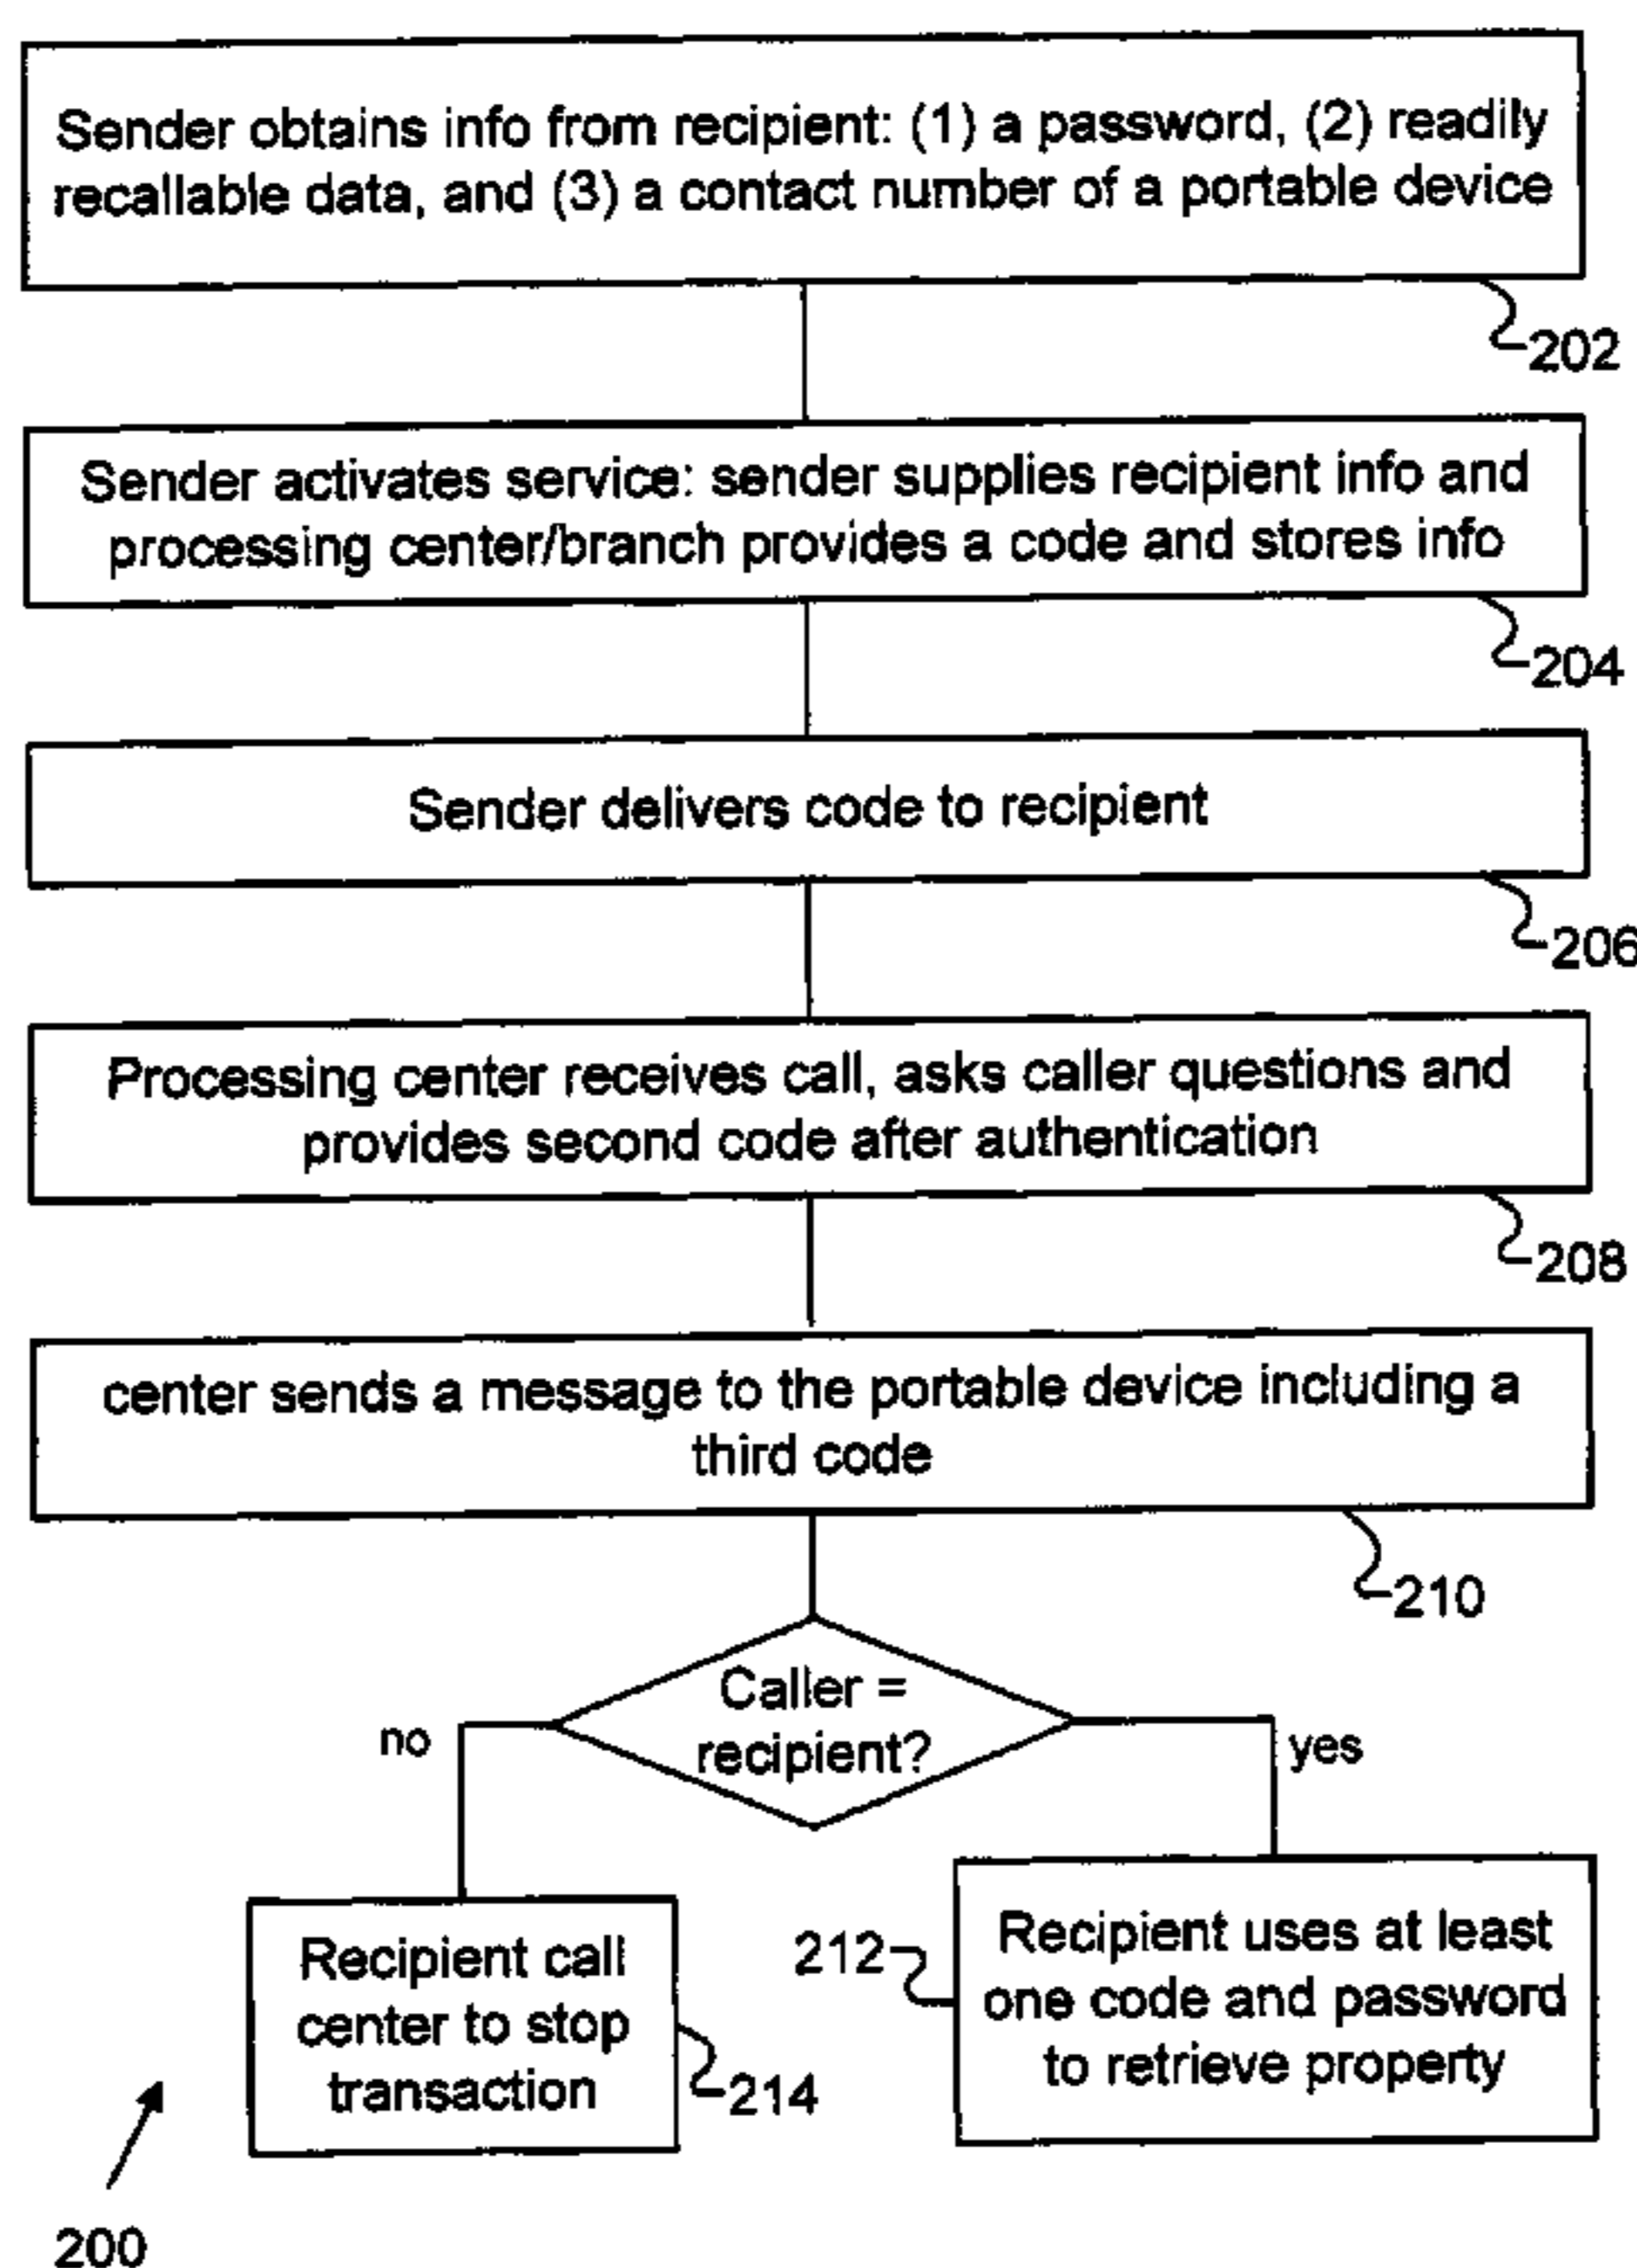 Sender obtains info from recipient: (1) a password, (2) readily
recallable data, and (3) a contact number of a portable device
202
Sender activates service: sender supplies recipient info and
processing center/branch provides a code and stores info
204
Sender delivers code to recipient
206
Processing center receives call, asks caller questions and
provides second code after authentication
208
center sends a message to the portable device including a
third code
210
Caller =
recipient?
no
yes
Recipient call
center to stop
transaction
214
212
Recipient uses at least
one code and password
to retrieve property
200